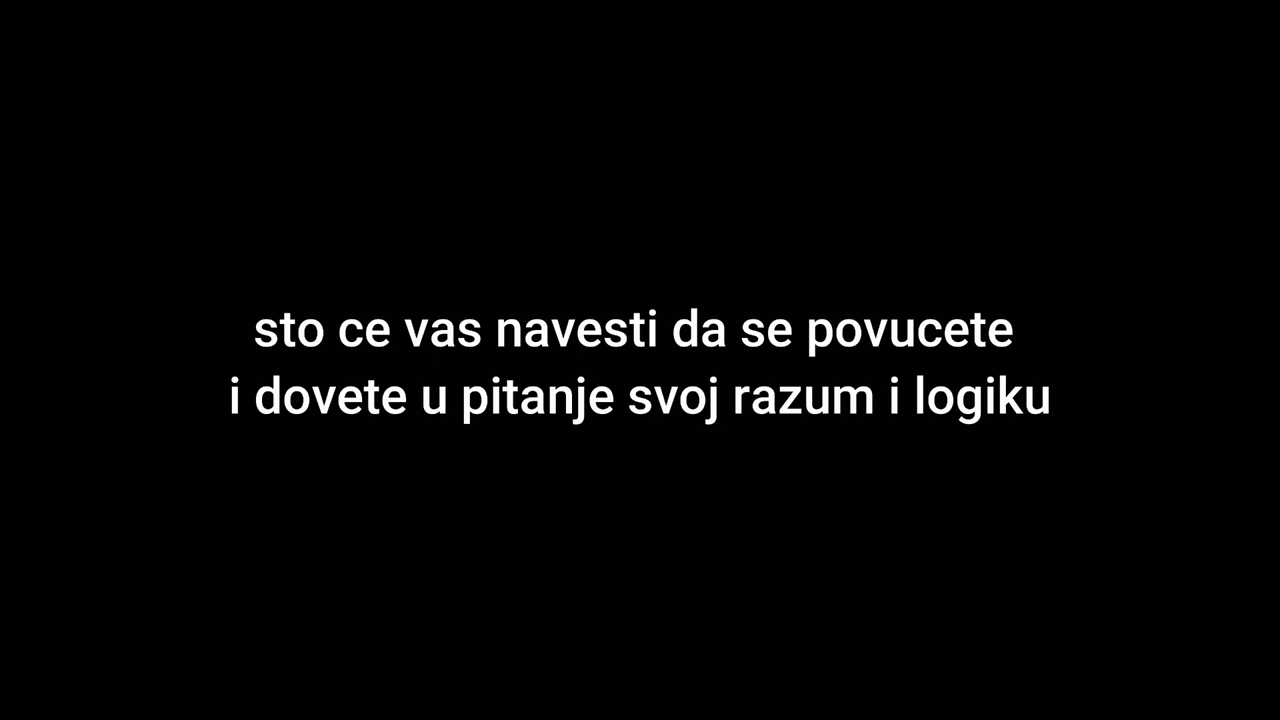 sto ce vas navesti da se povucete
i dovete u pitanje svoj razum i logiku